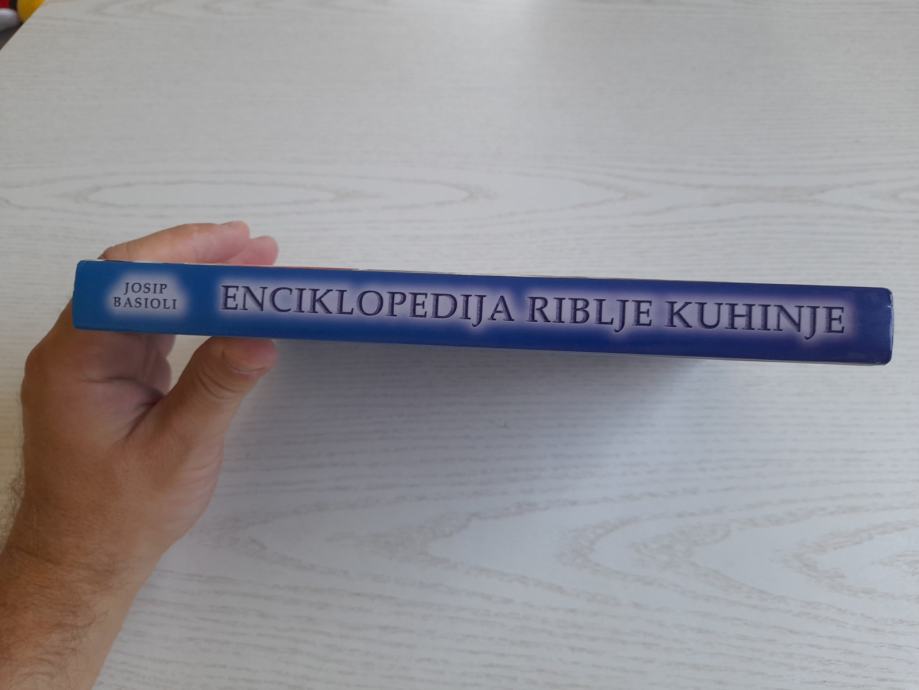 JOSIP
BASIOLI
ENCIKLOPEDIJA RIBLJE KUHINJE